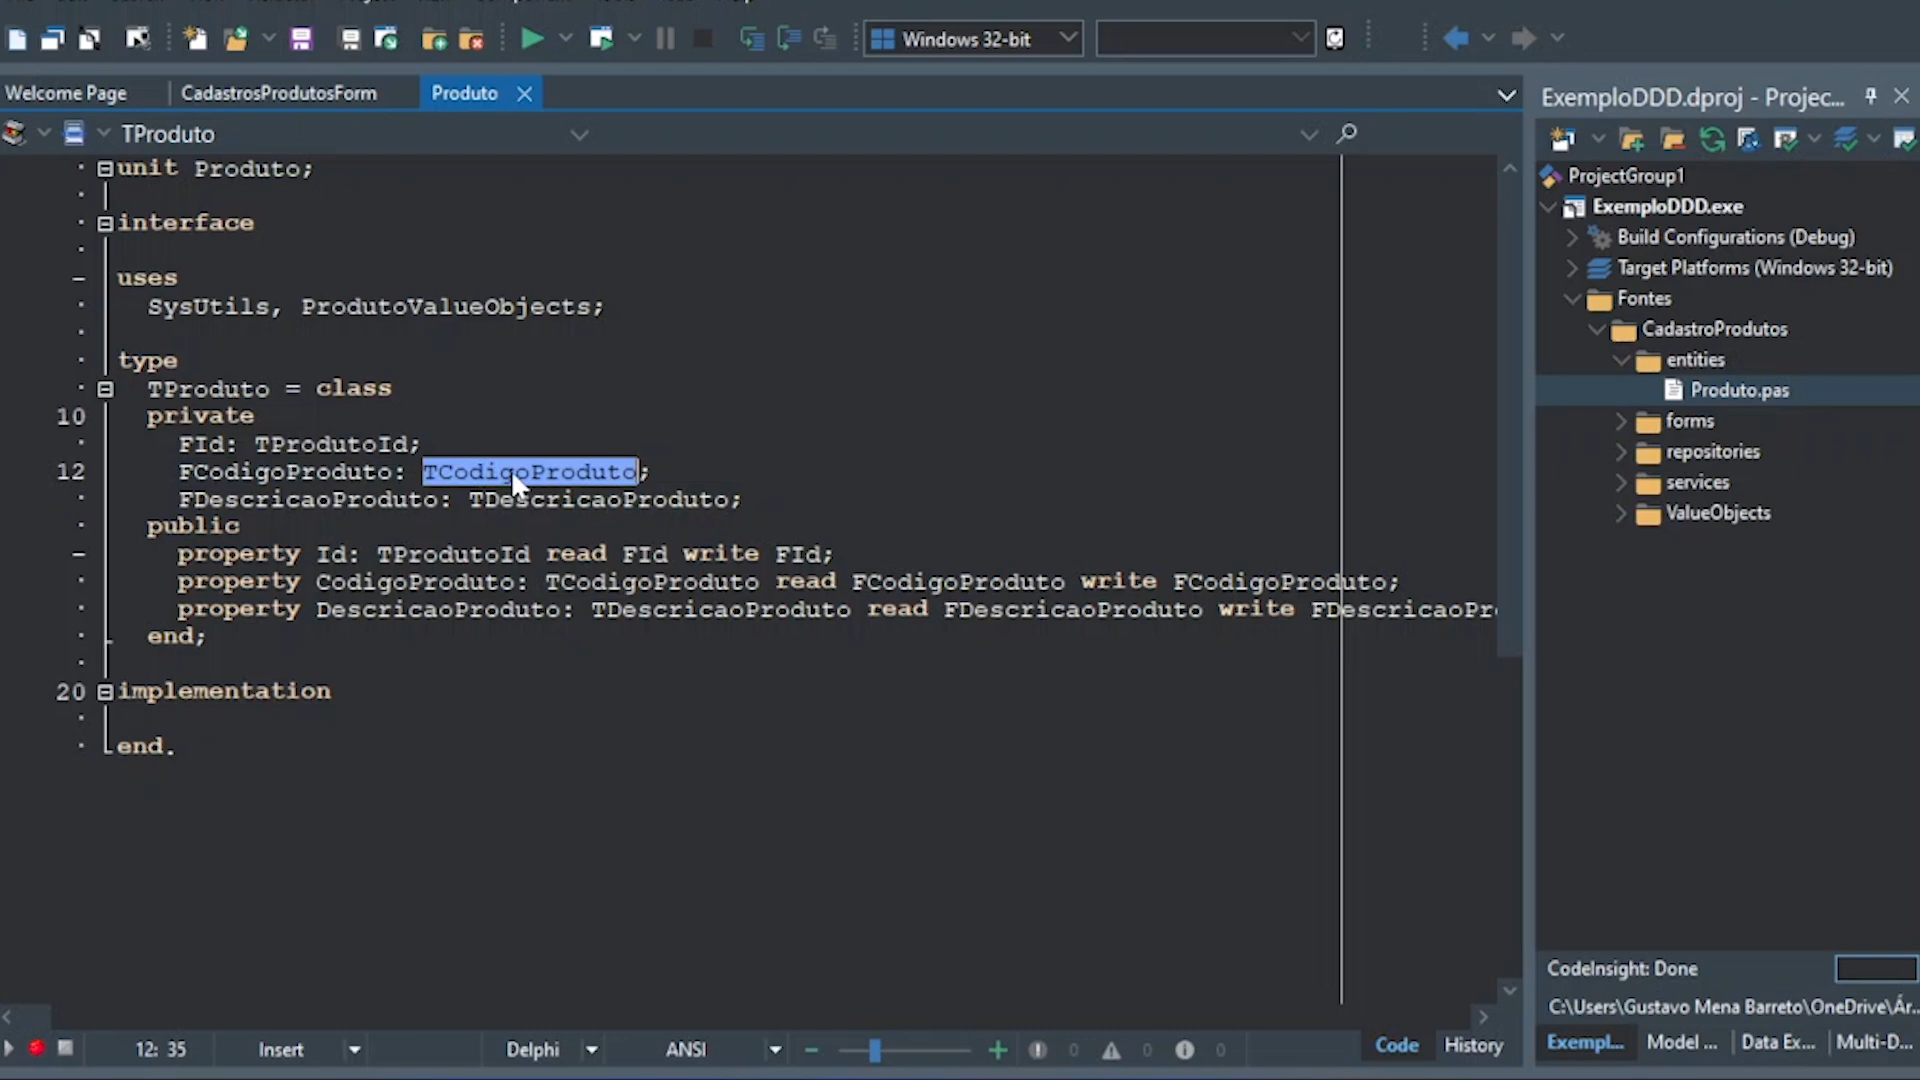 Windows 32-bit
Welcome Page
CadastrosProdutosForm
Produto
ExemploDDD.dproj - Projec...
TProduto
unit Produto;
interface
uses
SysUtils, ProdutoValueObjects;
type
TProduto = class
10 private
FId: TProdutoId;
12 FCodigoProduto: TCodigoProduto;
FDescricaoProduto: TDescricaoProduto;
public
property Id: TProdutoId read FId write FId;
property CodigoProduto: TCodigoProduto read FCodigoProduto write FCodigoProduto;
property DescricaoProduto: TDescricaoProduto read FDescricaoProduto write FDescricaoPr
end;
20 implementation
end.
ProjectGroup1
ExemploDDD.exe
Build Configurations (Debug)
Target Platforms (Windows 32-bit)
Fontes
CadastroProdutos
entities
Produto.pas
forms
repositories
services
ValueObjects
CodeInsight: Done
C:\Users\Gustavo Mena Barreto\OneDrive\Ár...
12: 35
Insert
Delphi
ANSI
0
0
0
Code
History
Exempl...
Model ...
Data Ex...
Multi-D...